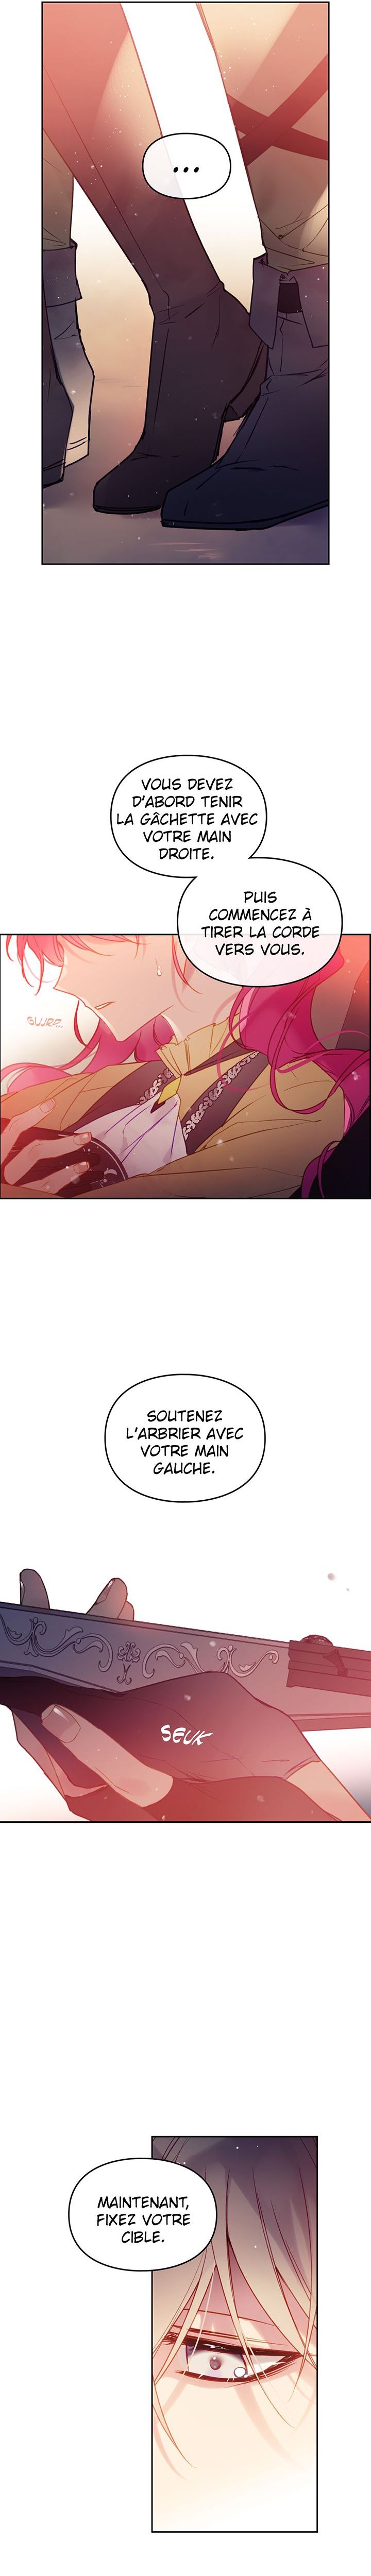 ...
VOUS DEVEZ
D'ABORD TENIR
LA GÂCHETTE AVEC
VOTRE MAIN
DROITE.
PUIS
COMMENCEZ À
TIRER LA CORDE
VERS VOUS.
GLURP...
SOUTENEZ
L'ARBRIER AVEC
VOTRE MAIN
GAUCHE.
SEUK
MAINTENANT,
FIXEZ VOTRE
CIBLE.